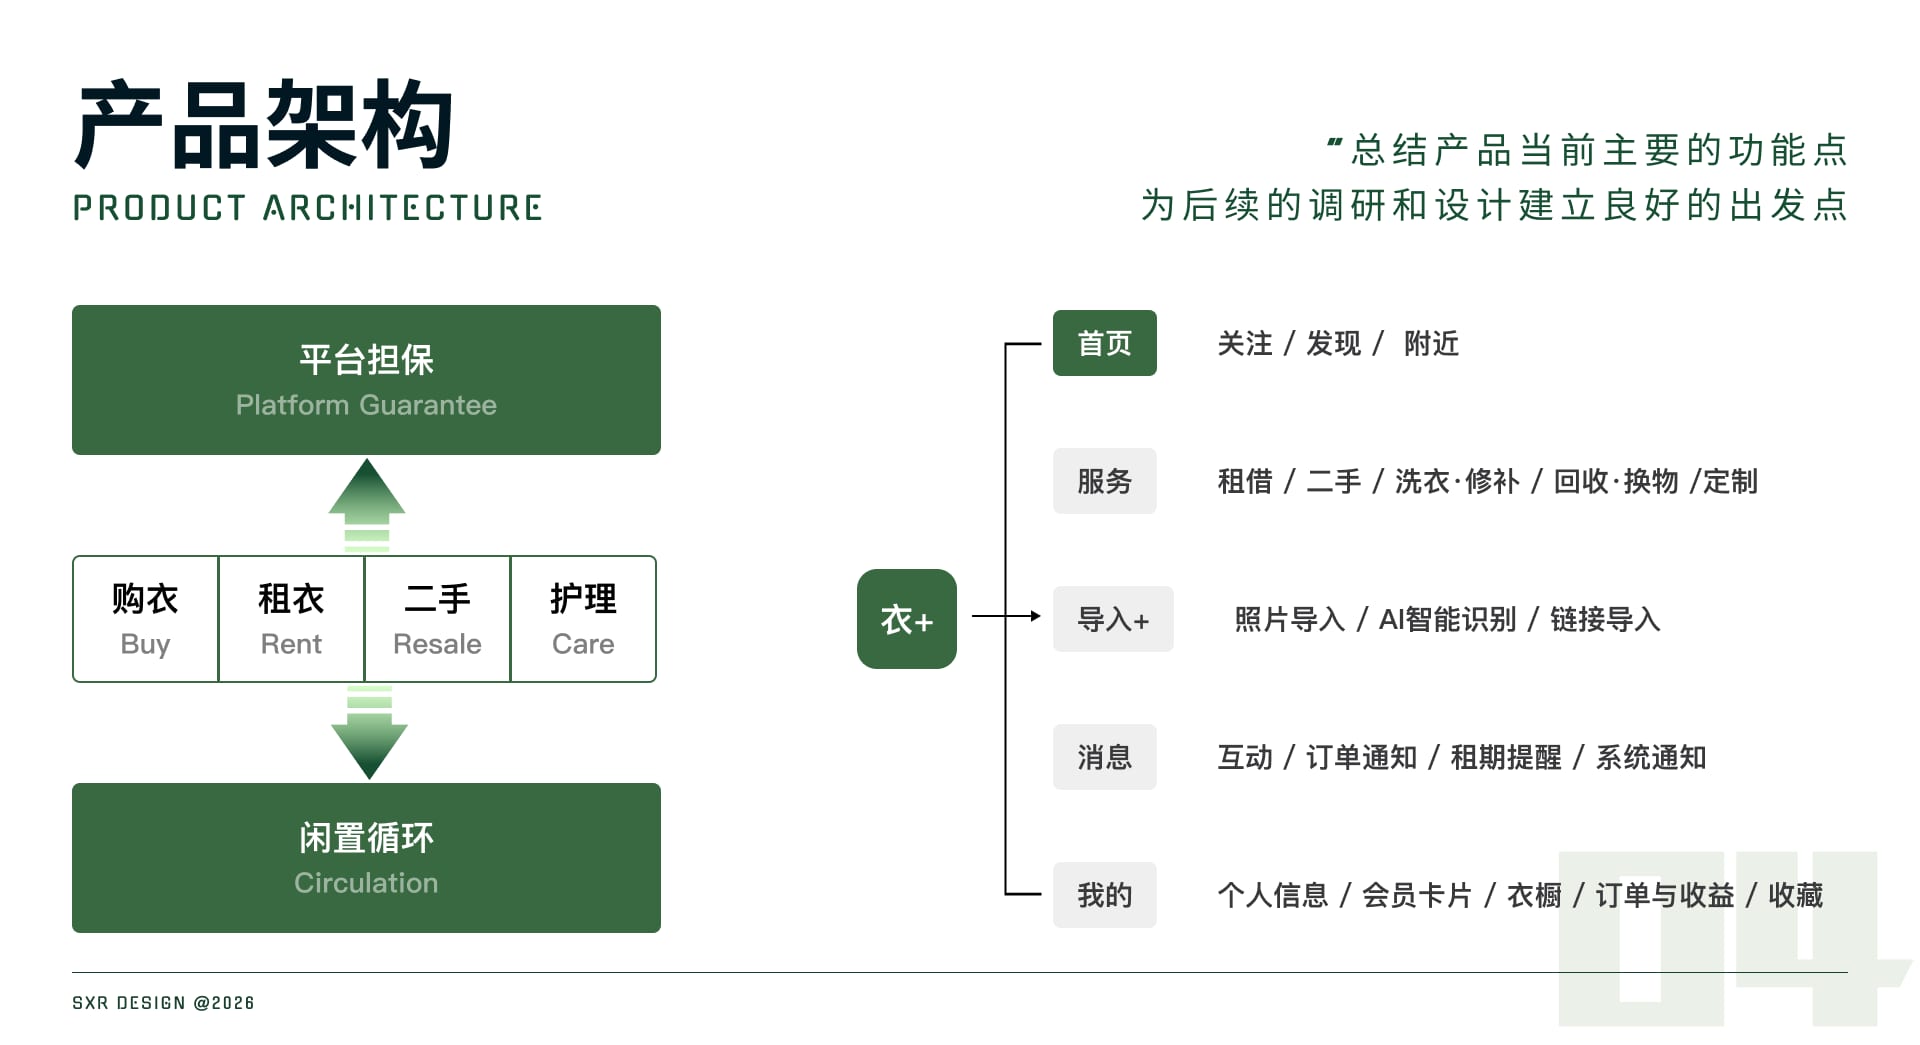 产品架构
PRODUCT ARCHITECTURE
“总结产品当前主要的功能点
为后续的调研和设计建立良好的出发点
平台担保
Platform Guarantee
购衣
Buy
租衣
Rent
二手
Resale
护理
Care
闲置循环
Circulation
衣+
首页
关注 / 发现 / 附近
服务
租借 / 二手 / 洗衣·修补 / 回收·换物 /定制
导入+
照片导入 / AI智能识别 / 链接导入
消息
互动 / 订单通知 / 租期提醒 / 系统通知
我的
个人信息 / 会员卡片 / 衣橱 / 订单与收益 / 收藏
04
SXR DESIGN @2026